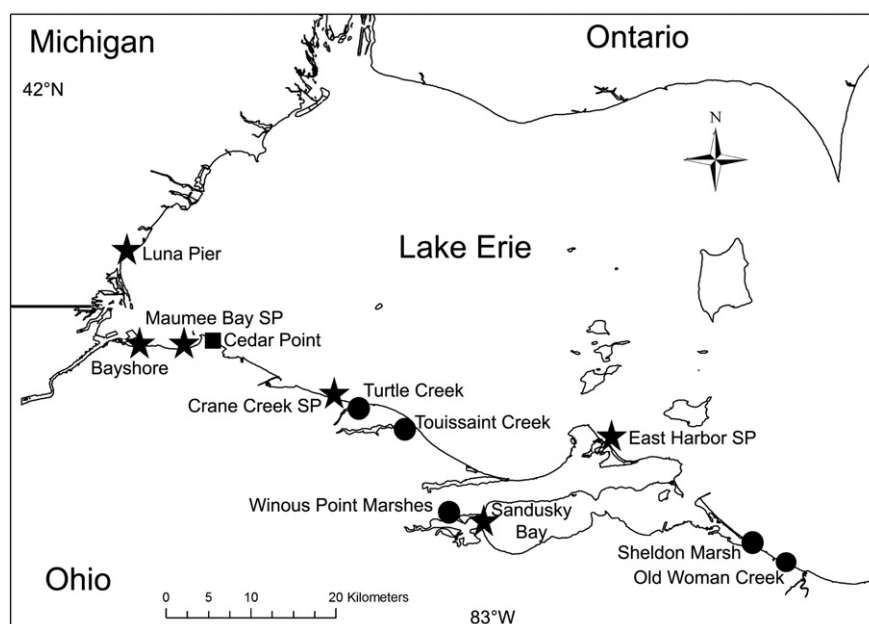 Michigan
Ontario
42°N
N
Luna Pier
Lake Erie
Maumee Bay SP
Cedar Point
Bayshore
Turtle Creek
Crane Creek SP
Touissaint Creek
East Harbor SP
Winous Point Marshes
Sandusky
Bay
Sheldon Marsh
Old Woman Creek
Ohio
0 5 10 20 Kilometers
83°W